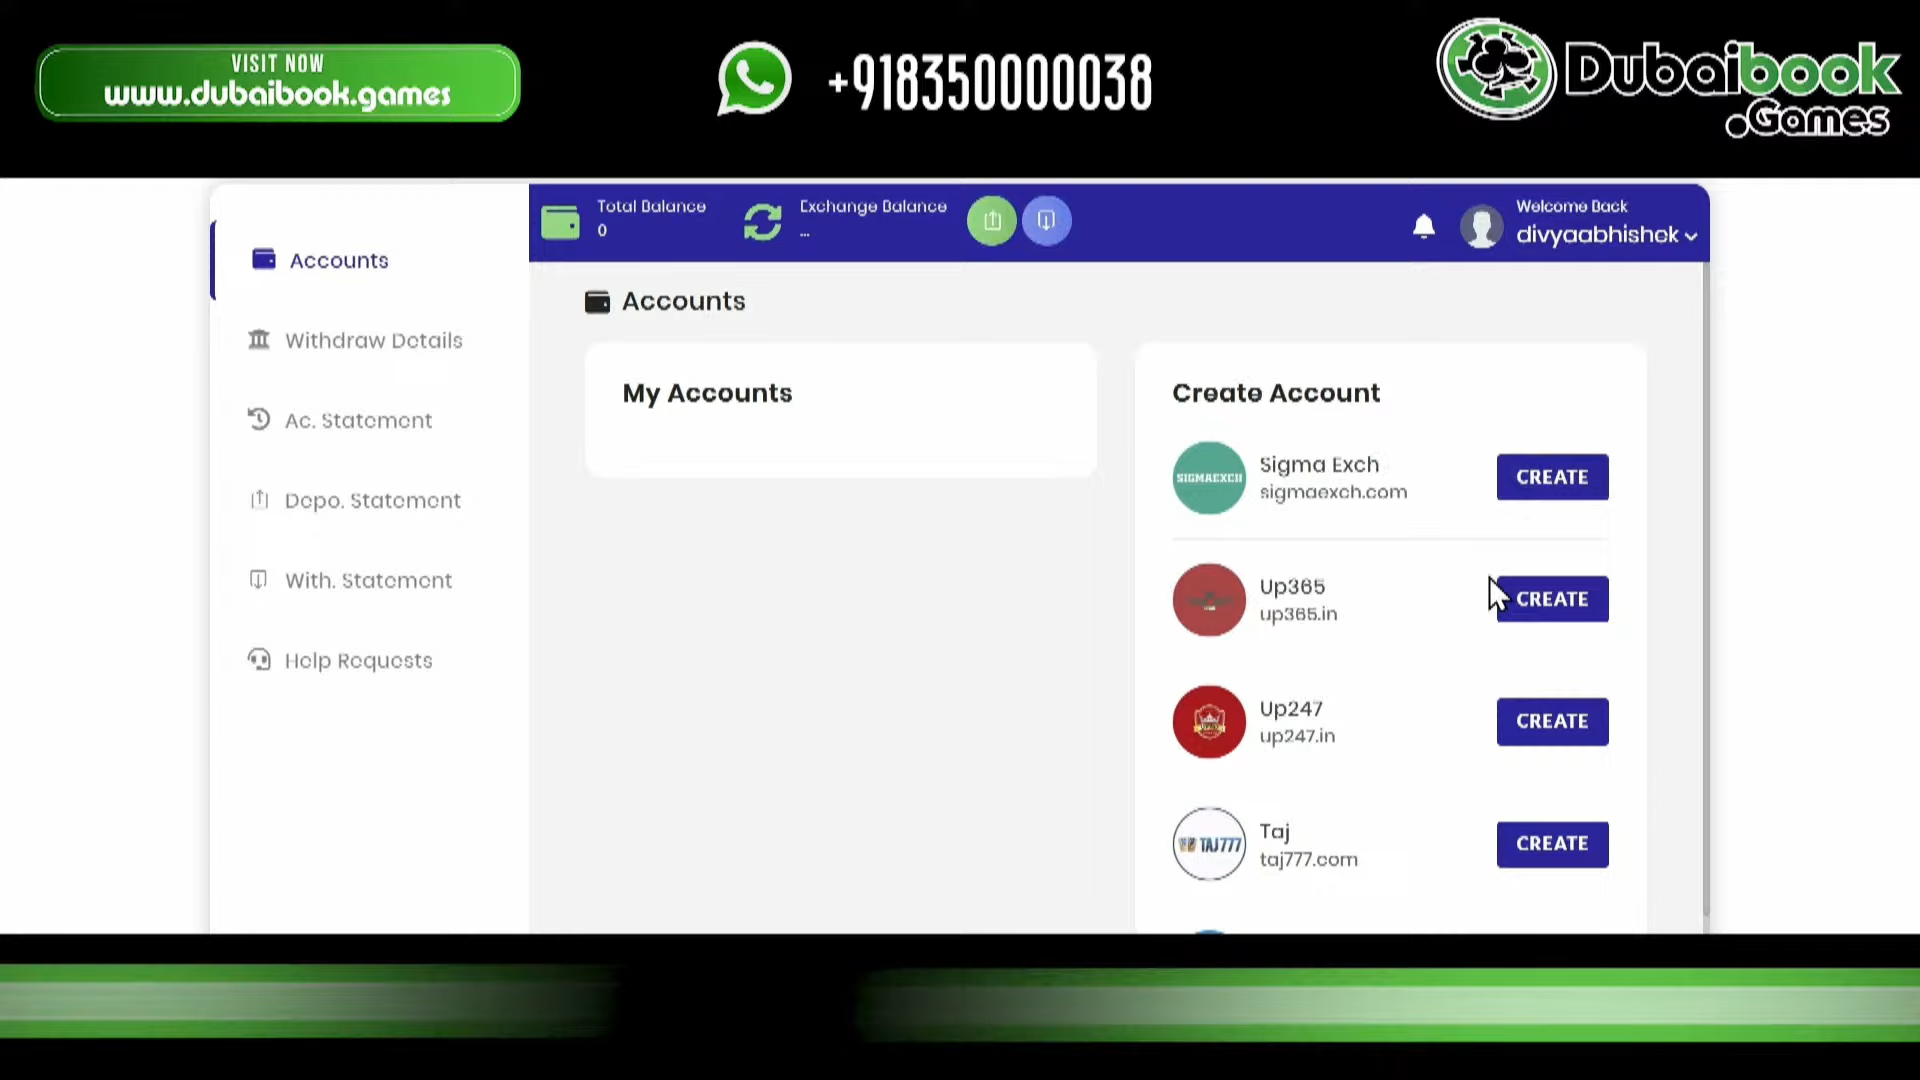 VISIT NOW
www.dubaibook.games
+918350000038
Dubaibook
.Games
Total Balance
0
Exchange Balance
...
Welcome Back
divyaabhishek
Accounts
Withdraw Details
Ac. Statement
Depo. Statement
With. Statement
Help Requests
Accounts
My Accounts
Create Account
SIGMAEXCH
Sigma Exch
sigmaexch.com
CREATE
Up365
up365.in
CREATE
Up247
up247.in
CREATE
TAJ777
Taj
taj777.com
CREATE